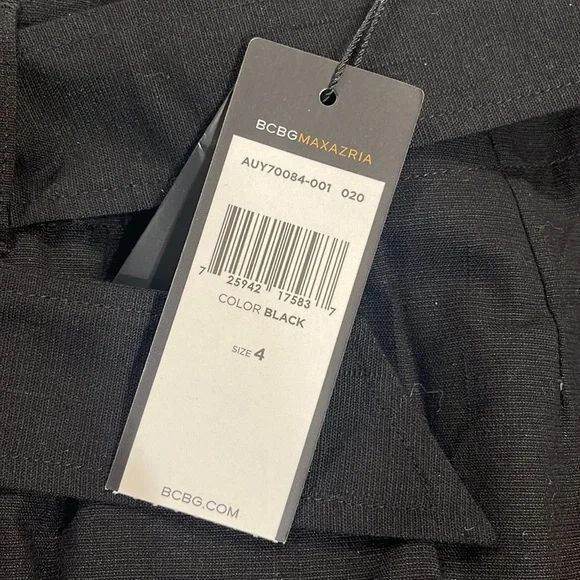 BCBGMAXAZRIA
AUY70084-001 020
7 25942 17583 7
COLOR BLACK
SIZE 4
BCBG.COM